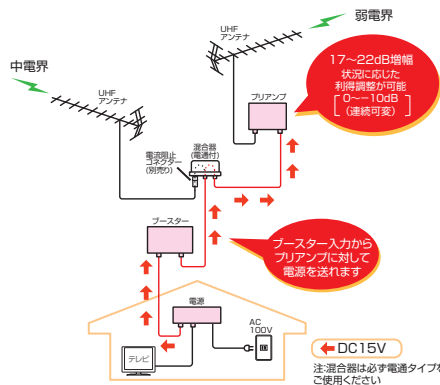 弱電界
UHF
アンテナ
17〜22dB増幅
状況に応じた
利得調整が可能
0〜−10dB
(連続可変)
中電界
UHF
アンテナ
プリアンプ
混合器
(電通付)
電流阻止
コネクター
(別売り)
ブースター
ブースター入力から
プリアンプに対して
電源を送れます
電源
AC
100V
テレビ
DC15V
注:混合器は必ず電通タイプを
ご使用ください